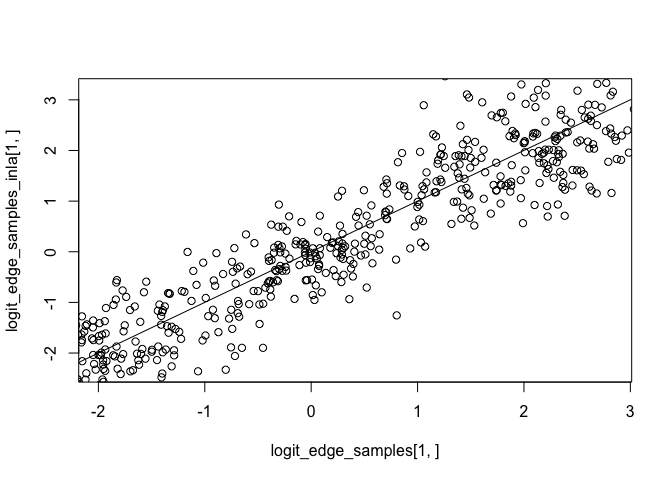 logit_edge_samples_inla[1, ]
3
2
1
0
-1
-2
-2 -1 0 1 2 3
logit_edge_samples[1, ]